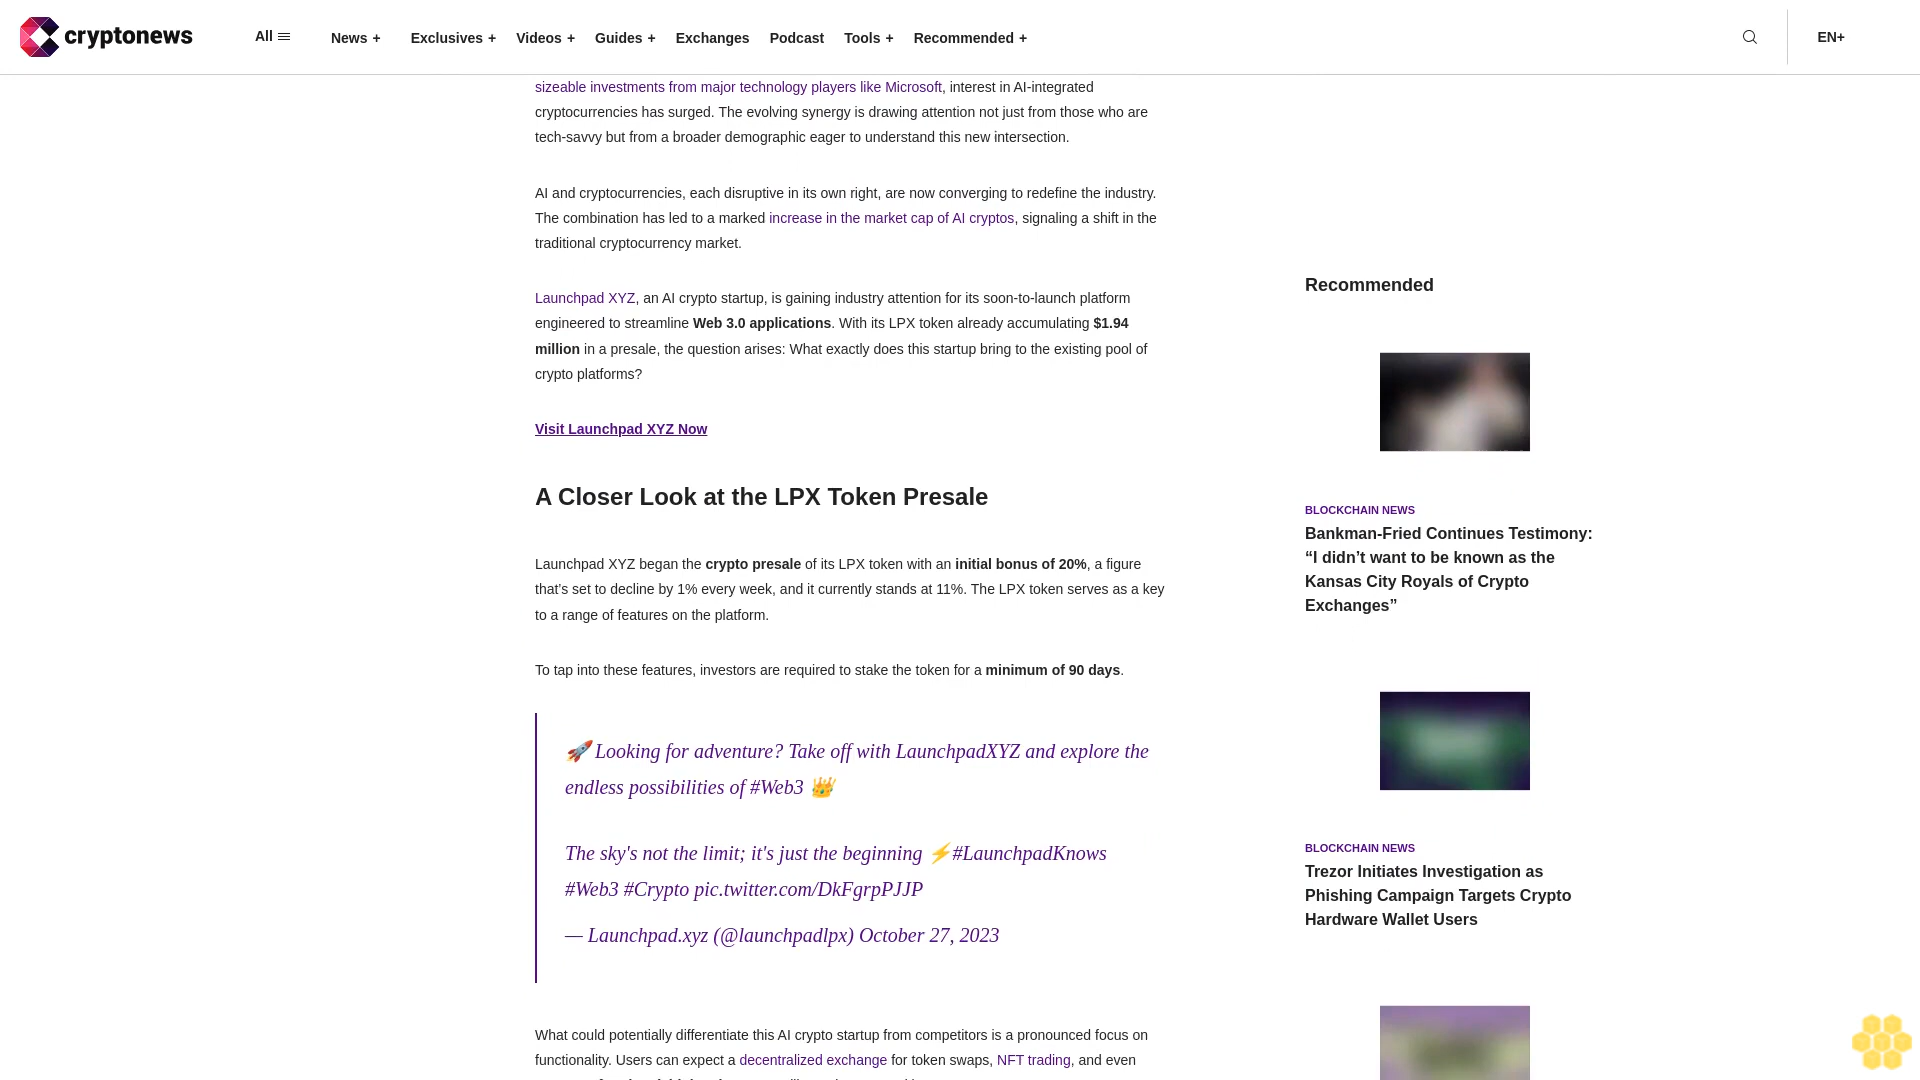 cryptonews
All
News +
Exclusives +
Videos +
Guides +
Exchanges
Podcast
Tools +
Recommended +
EN+
sizeable investments from major technology players like Microsoft, interest in AI-integrated
cryptocurrencies has surged. The evolving synergy is drawing attention not just from those who are
tech-savvy but from a broader demographic eager to understand this new intersection.
AI and cryptocurrencies, each disruptive in its own right, are now converging to redefine the industry.
The combination has led to a marked increase in the market cap of AI cryptos, signaling a shift in the
traditional cryptocurrency market.
Launchpad XYZ, an AI crypto startup, is gaining industry attention for its soon-to-launch platform
engineered to streamline Web 3.0 applications. With its LPX token already accumulating $1.94
million in a presale, the question arises: What exactly does this startup bring to the existing pool of
crypto platforms?
Visit Launchpad XYZ Now
A Closer Look at the LPX Token Presale
Launchpad XYZ began the crypto presale of its LPX token with an initial bonus of 20%, a figure
that's set to decline by 1% every week, and it currently stands at 11%. The LPX token serves as a key
to a range of features on the platform.
To tap into these features, investors are required to stake the token for a minimum of 90 days.
🚀Looking for adventure? Take off with LaunchpadXYZ and explore the
endless possibilities of #Web3 👑
The sky's not the limit; it's just the beginning ⚡#LaunchpadKnows
#Web3 #Crypto pic.twitter.com/DkFgrpPJJP
— Launchpad.xyz (@launchpadlpx) October 27, 2023
What could potentially differentiate this AI crypto startup from competitors is a pronounced focus on
functionality. Users can expect a decentralized exchange for token swaps, NFT trading, and even
Recommended
BLOCKCHAIN NEWS
Bankman-Fried Continues Testimony:
“I didn’t want to be known as the
Kansas City Royals of Crypto
Exchanges”
BLOCKCHAIN NEWS
Trezor Initiates Investigation as
Phishing Campaign Targets Crypto
Hardware Wallet Users